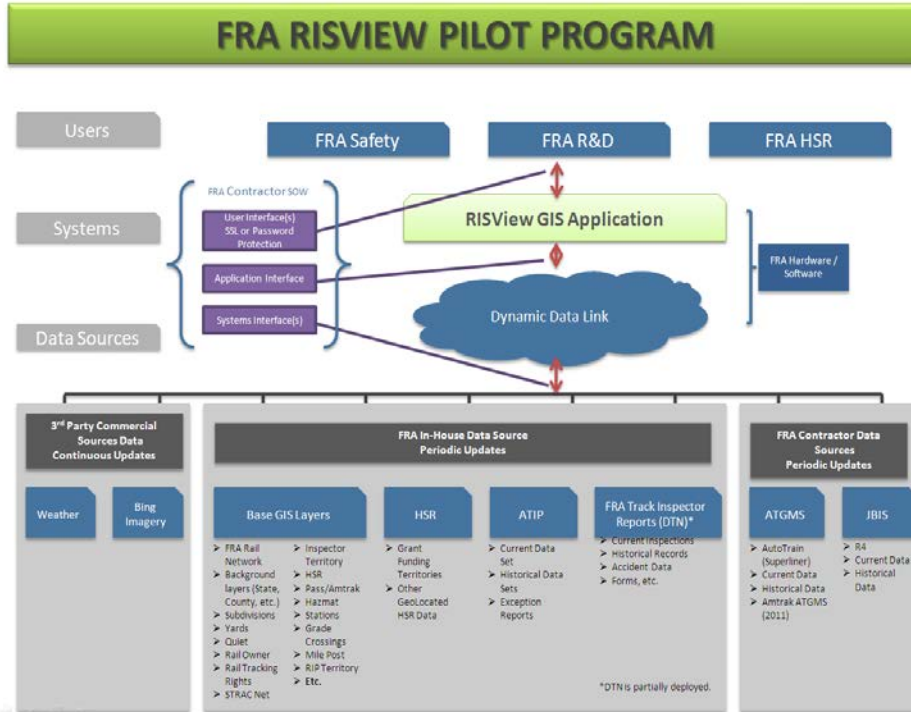 FRA RISVIEW PILOT PROGRAM
Users
FRA Safety
FRA R&D
FRA HSR
FRA Contractor SOW
Systems
User Interface(s)
SSL or Password
Protection
RISView GIS Application
Application Interface
FRA Hardware /
Software
Systems Interface(s)
Dynamic Data Link
Data Sources
3rd Party Commercial
Sources Data
Continuous Updates
Weather
Bing
Imagery
FRA In-House Data Source
Periodic Updates
Base GIS Layers
➤ FRA Rail
Network
➤ Background
layers (State,
County, etc.)
➤ Subdivisions
➤ Yards
➤ Quiet
➤ Rail Owner
➤ Rail Tracking
Rights
➤ STRAC Net
➤ Inspector
Territory
➤ HSR
➤ Pass/Amtrak
➤ Hazmat
➤ Stations
➤ Grade
Crossings
➤ Mile Post
➤ RIP Territory
➤ Etc.
HSR
➤ Grant
Funding
Territories
➤ Other
GeoLocated
HSR Data
ATIP
➤ Current Data
Set
➤ Historical Data
Sets
➤ Exception
Reports
FRA Track Inspector
Reports (DTN)*
➤ Current Inspections
➤ Historical Records
➤ Accident Data
➤ Forms, etc.
*DTN is partially deployed.
FRA Contractor Data
Sources
Periodic Updates
ATGMS
➤ AutoTrain
(Superliner)
➤ Current Data
➤ Historical Data
➤ Amtrak ATGMS
(2011)
JBIS
➤ R4
➤ Current Data
➤ Historical
Data